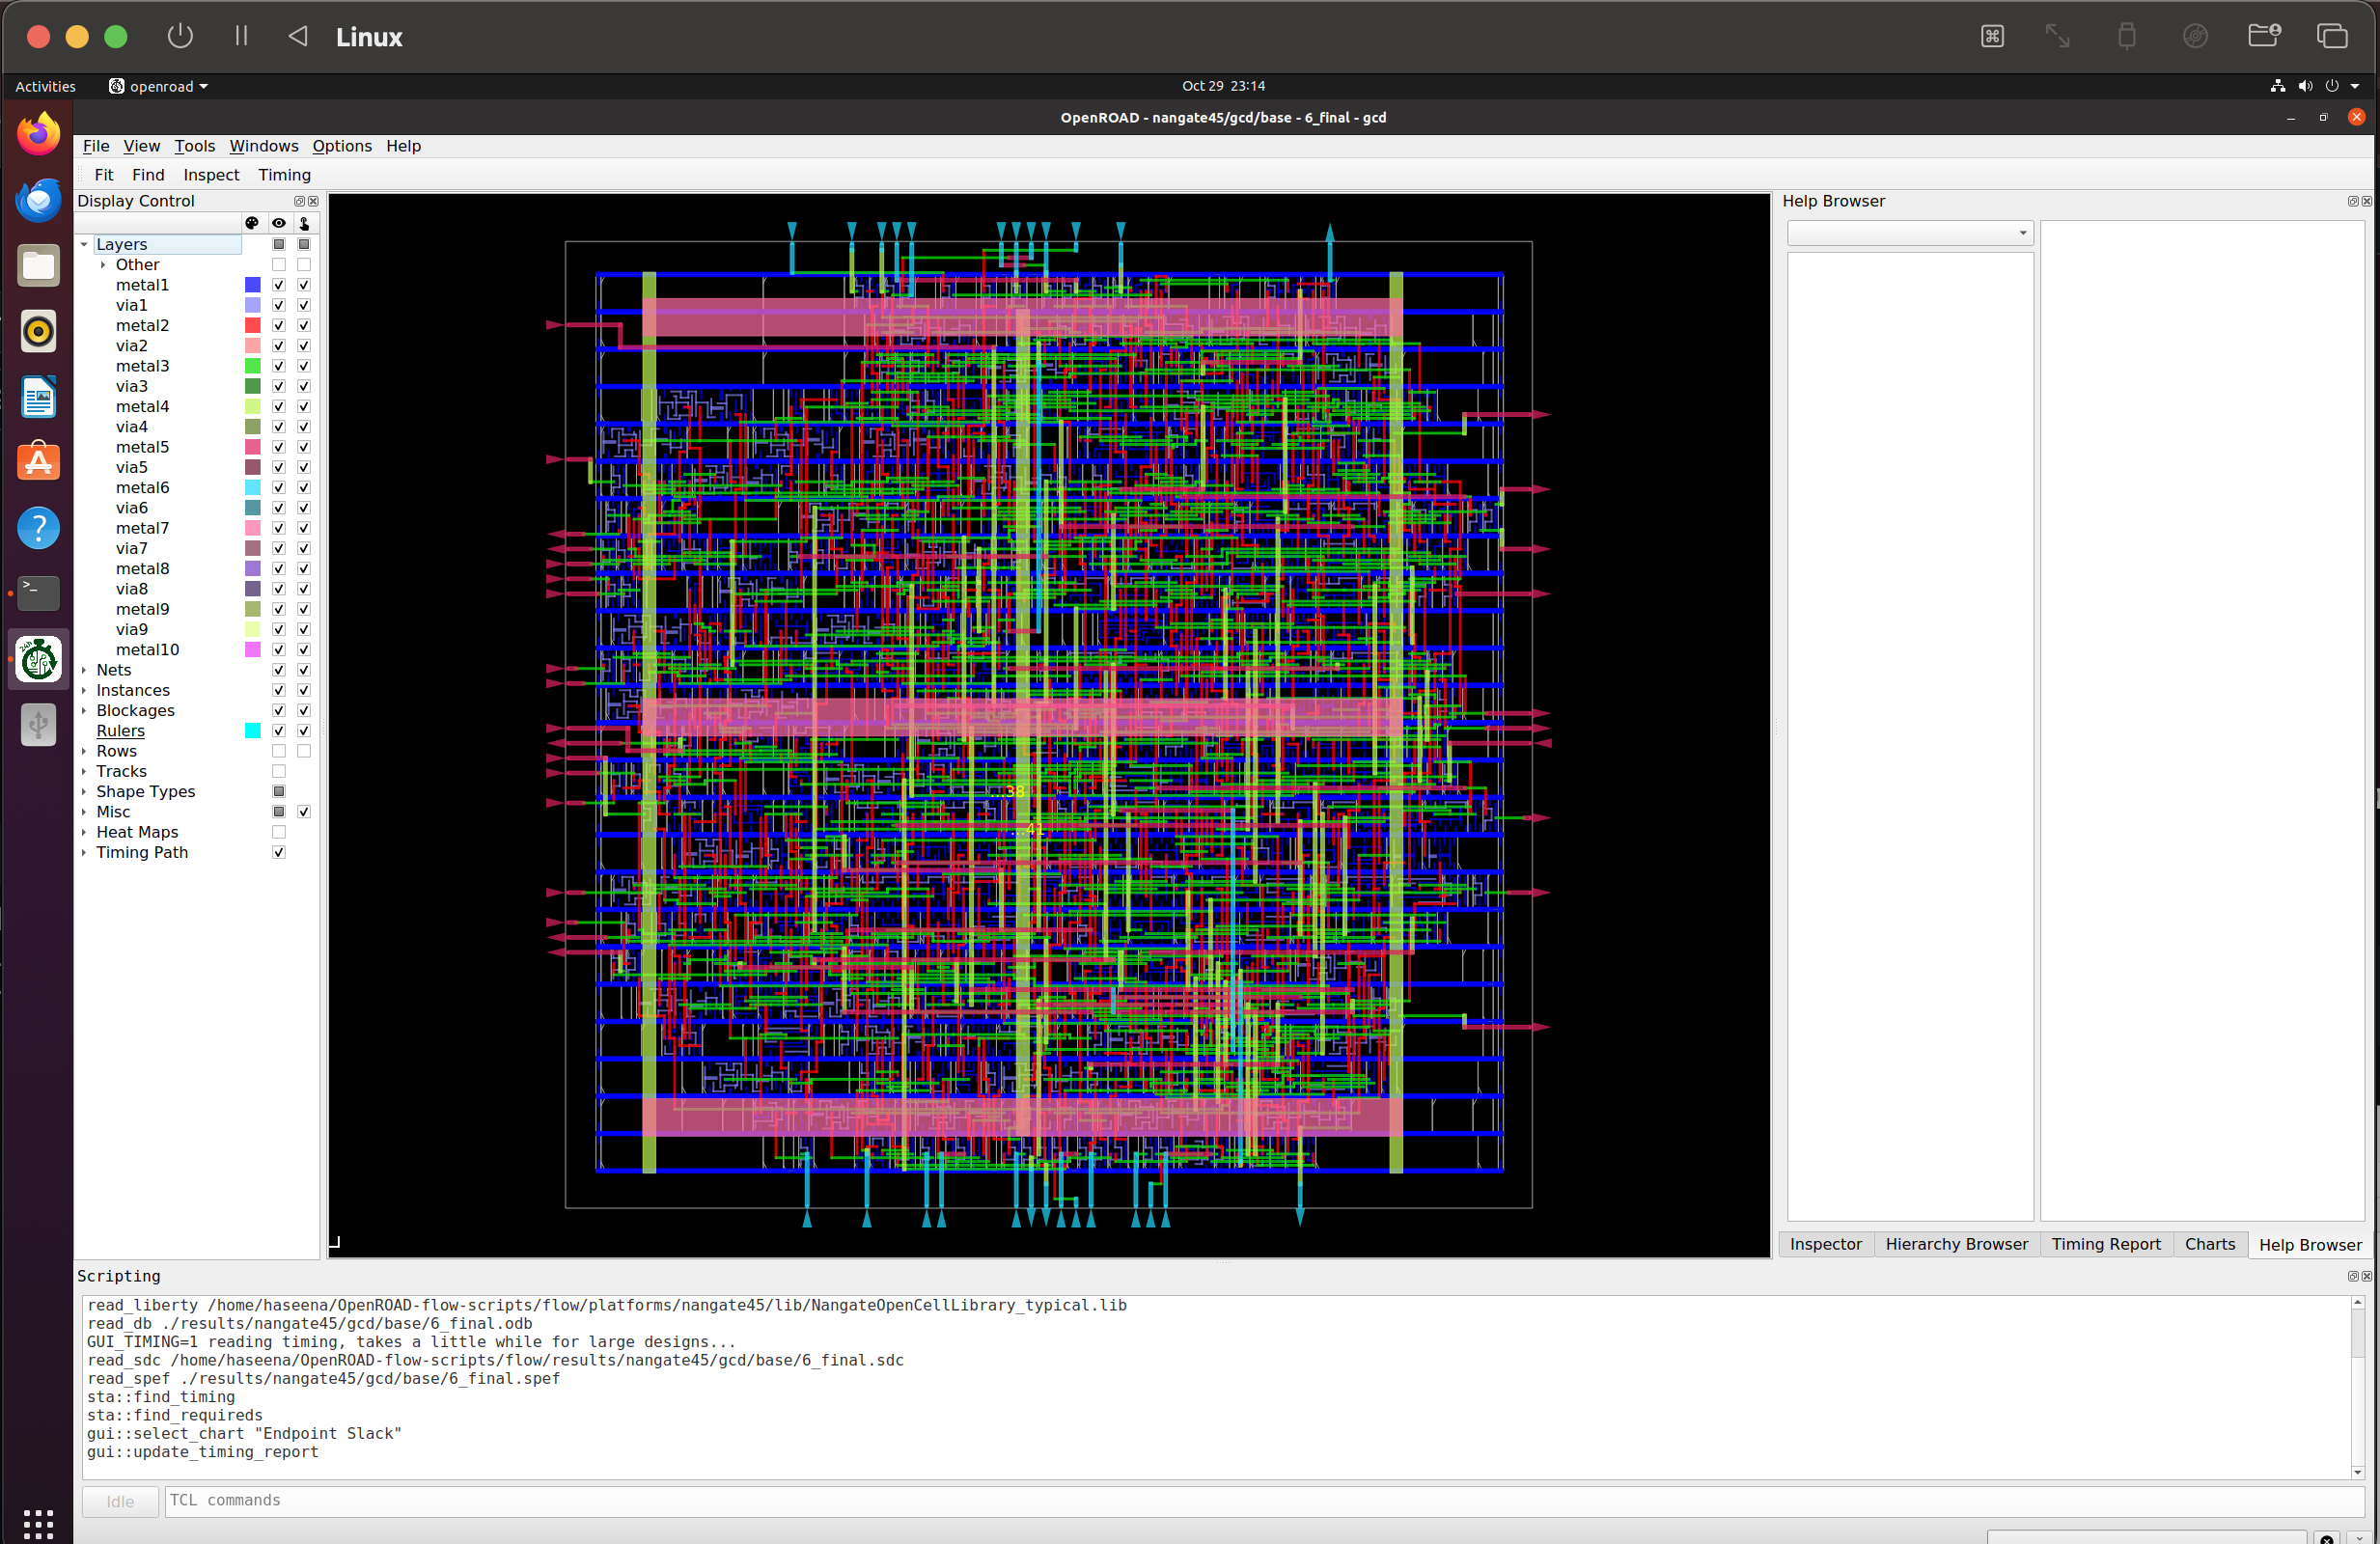 Linux
Activities
openroad
Oct 29 23:14
OpenROAD - nangate45/gcd/base - 6_final - gcd
File View Tools Windows Options Help
Fit Find Inspect Timing
Display Control
Layers
Other
metal1
via1
metal2
via2
metal3
via3
metal4
via4
metal5
via5
metal6
via6
metal7
via7
metal8
via8
metal9
via9
metal10
Nets
Instances
Blockages
Rulers
Rows
Tracks
Shape Types
Misc
Heat Maps
Timing Path
...38
...41
Help Browser
Inspector Hierarchy Browser Timing Report Charts Help Browser
Scripting
read_liberty /home/haseena/OpenROAD-flow-scripts/flow/platforms/nangate45/lib/NangateOpenCellLibrary_typical.lib
read_db ./results/nangate45/gcd/base/6_final.odb
GUI_TIMING=1 reading timing, takes a little while for large designs...
read_sdc /home/haseena/OpenROAD-flow-scripts/flow/results/nangate45/gcd/base/6_final.sdc
read_spef ./results/nangate45/gcd/base/6_final.spef
sta::find_timing
sta::find_requireds
gui::select_chart "Endpoint Slack"
gui::update_timing_report
Idle
TCL commands